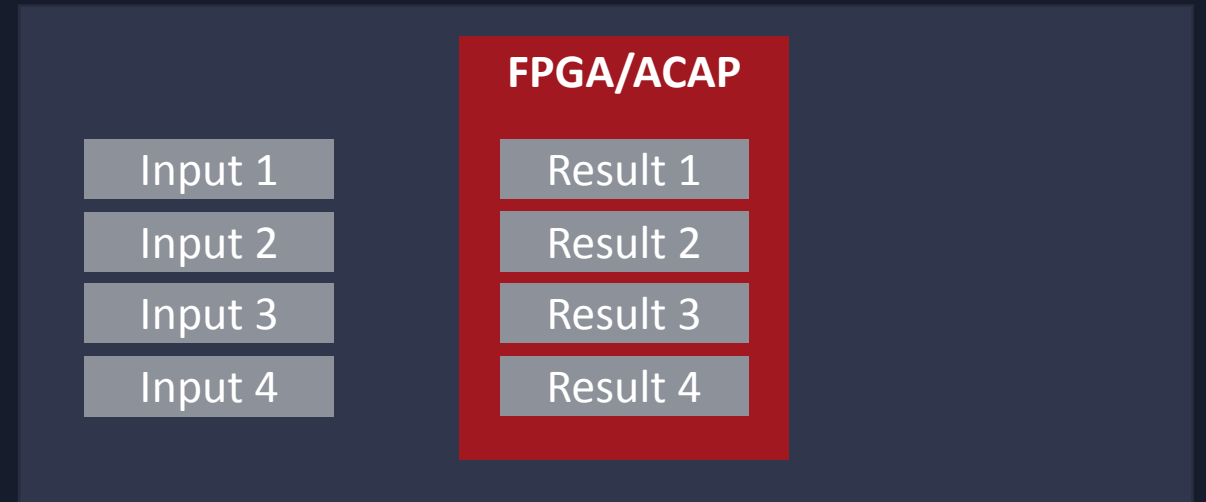 FPGA/ACAP
Input 1
Result 1
Input 2
Result 2
Input 3
Result 3
Input 4
Result 4